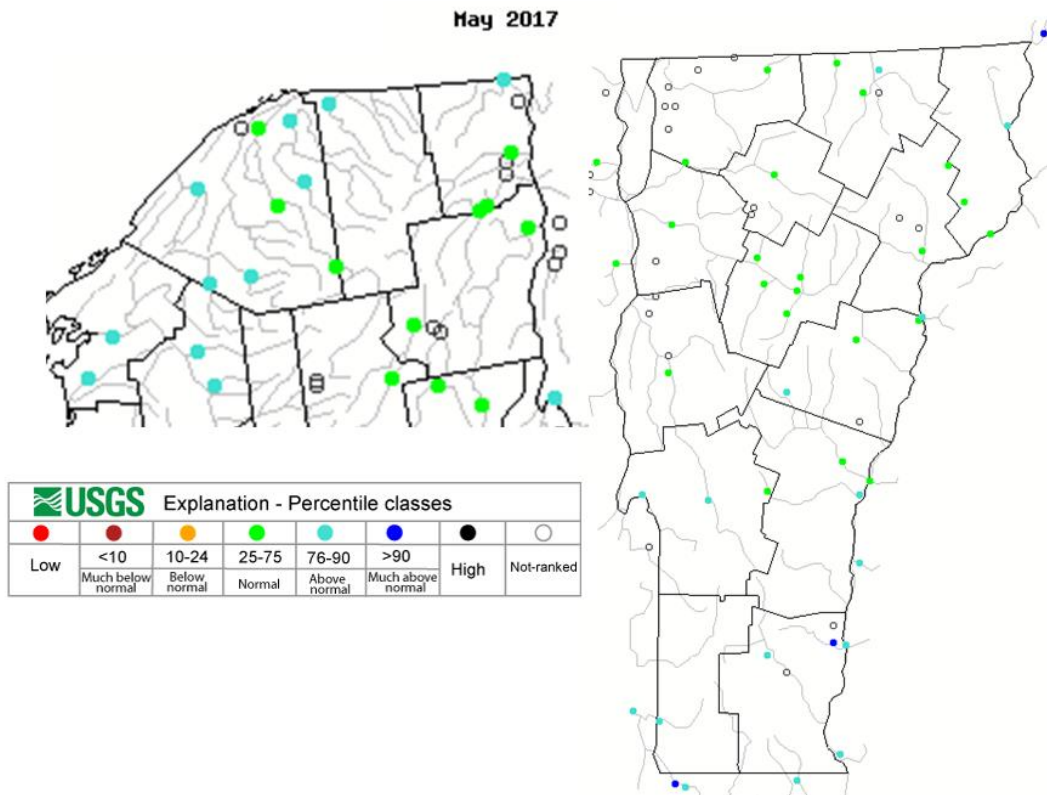 May 2017
USGS Explanation - Percentile classes
Low <10 10-24 25-75 76-90 >90 High Not-ranked
Much below normal Below normal Normal Above normal Much above normal